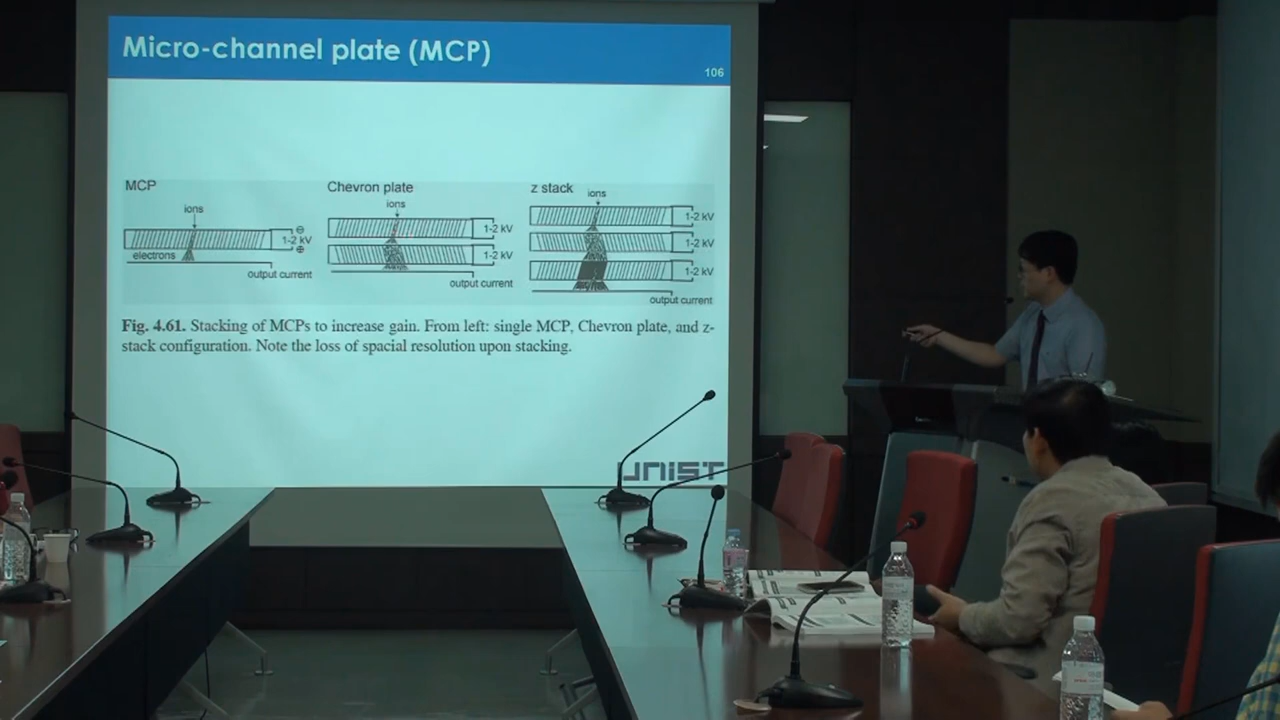 Micro-channel plate (MCP)
106
MCP
ions
⊖
1-2 kV
⊕
electrons
output current
Chevron plate
ions
1-2 kV
1-2 kV
output current
z stack
ions
1-2 kV
1-2 kV
1-2 kV
output current
Fig. 4.61. Stacking of MCPs to increase gain. From left: single MCP, Chevron plate, and z-
stack configuration. Note the loss of spacial resolution upon stacking.
UNIST